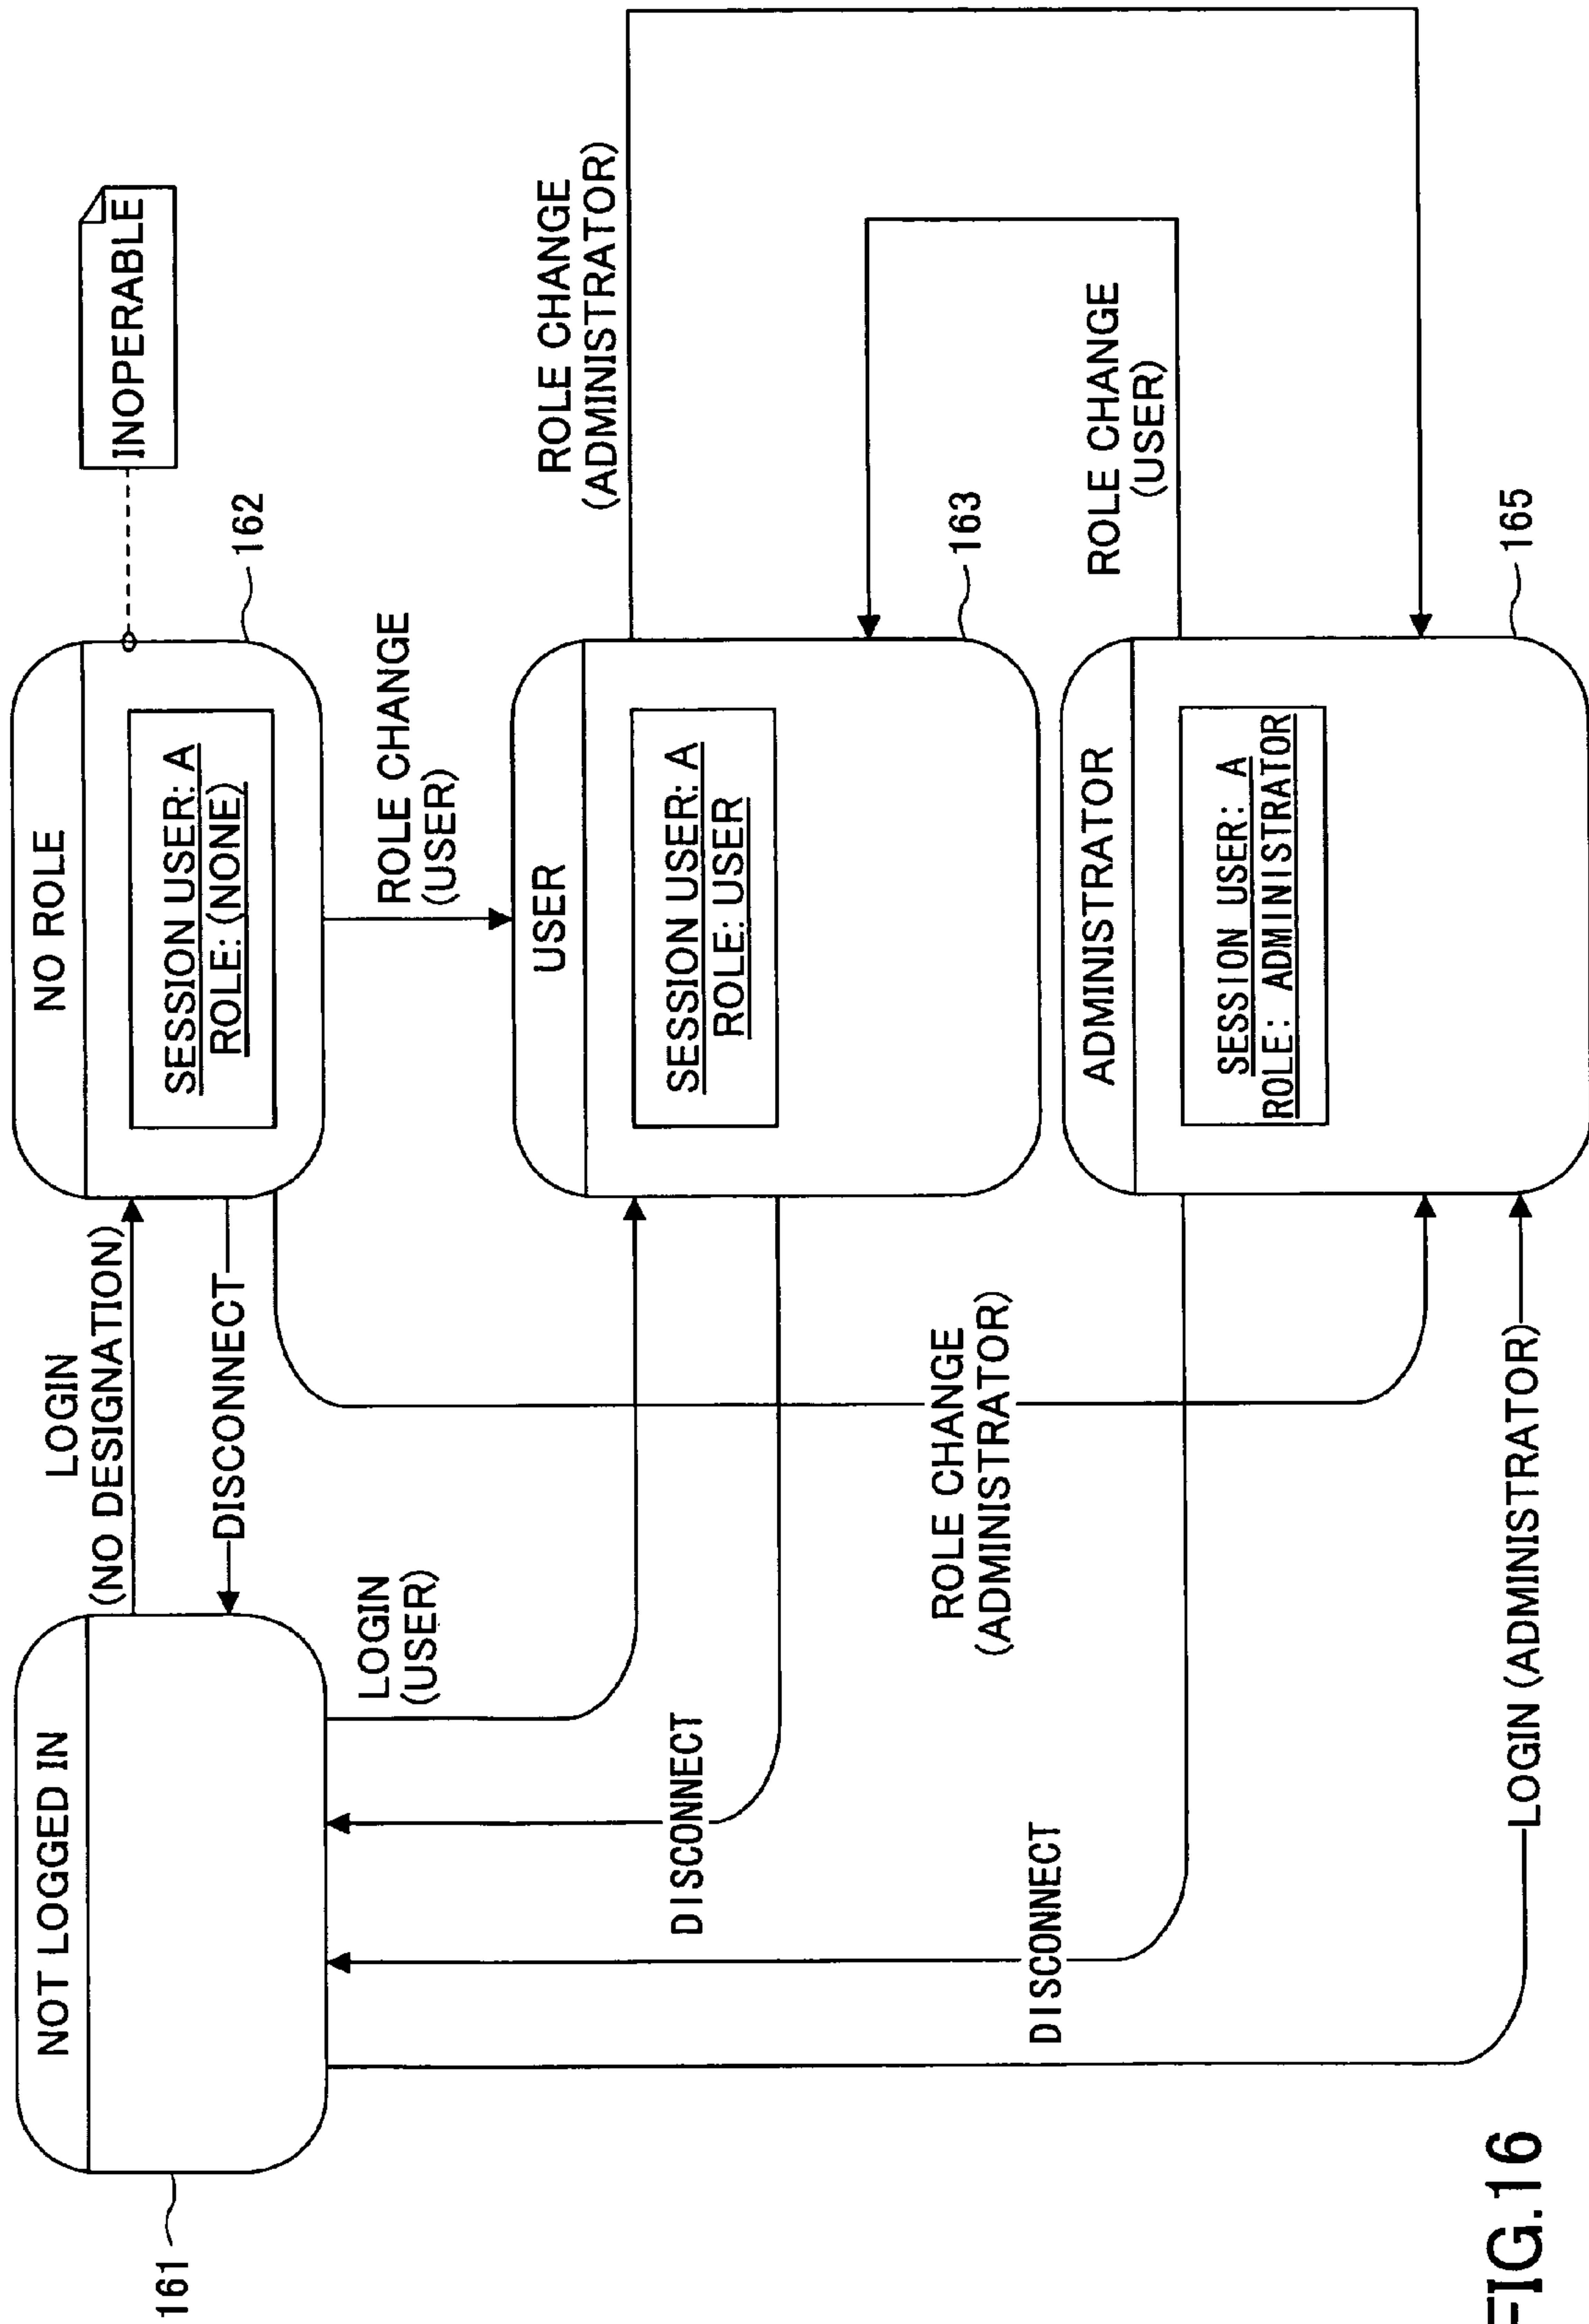 161
NOT LOGGED IN
LOGIN
(NO DESIGNATION)
DISCONNECT
NO ROLE
SESSION USER: A
ROLE: (NONE)
162
INOPERABLE
LOGIN
(USER)
ROLE CHANGE
(USER)
DISCONNECT
USER
SESSION USER: A
ROLE: USER
163
ROLE CHANGE
(ADMINISTRATOR)
ROLE CHANGE
(ADMINISTRATOR)
DISCONNECT
ROLE CHANGE
(USER)
ADMINISTRATOR
SESSION USER: A
ROLE: ADMINISTRATOR
165
LOGIN (ADMINISTRATOR)
FIG.16